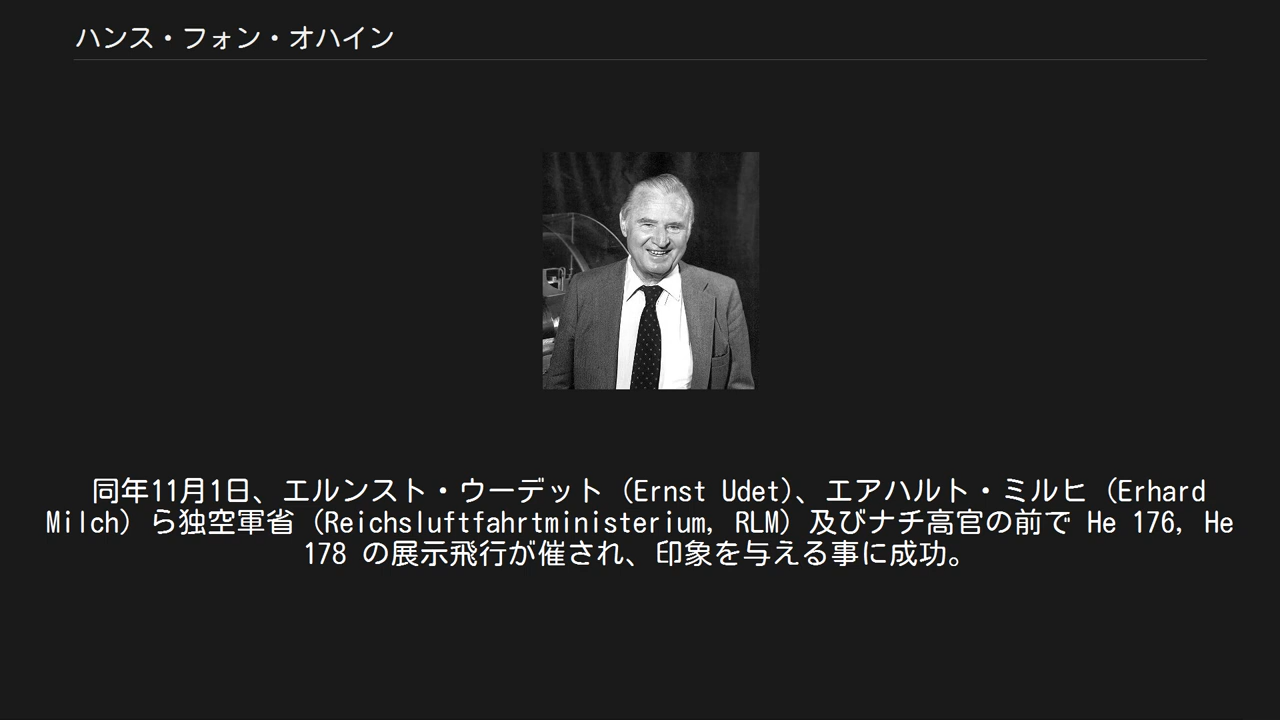 ハンス・フォン・オハイン
同年11月1日、エルンスト・ウーデット (Ernst Udet)、エアハルト・ミルヒ (Erhard
Milch) ら独空軍省 (Reichsluftfahrtministerium, RLM) 及びナチ高官の前で He 176, He
178 の展示飛行が催され、印象を与える事に成功。